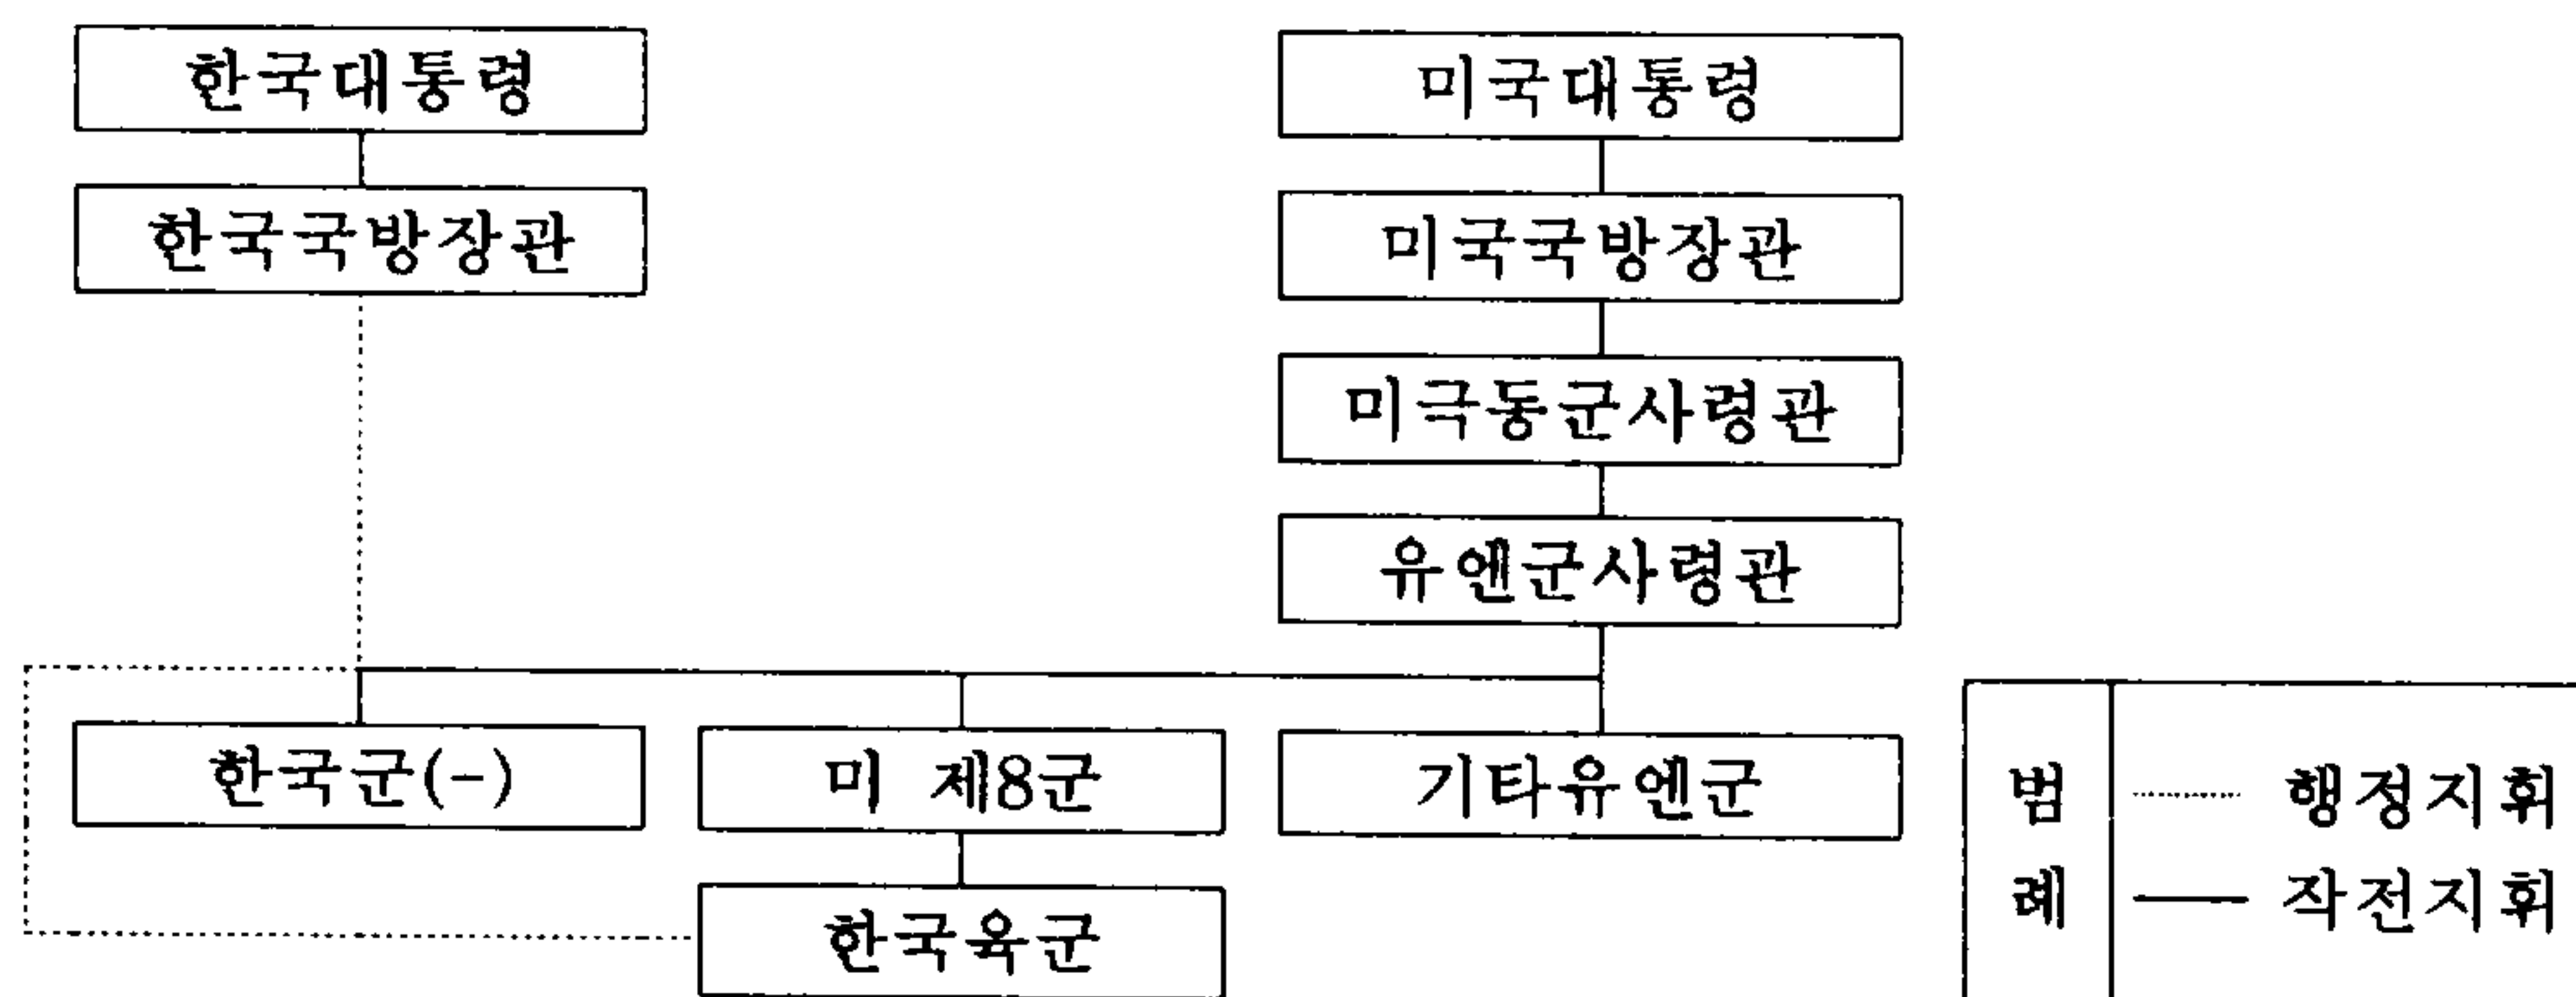 한국대통령
미국대통령
한국국방장관
미국국방장관
미극동군사령관
유엔군사령관
한국군(-)
미 제8군
기타유엔군
한국육군
범례
행정지휘
작전지휘